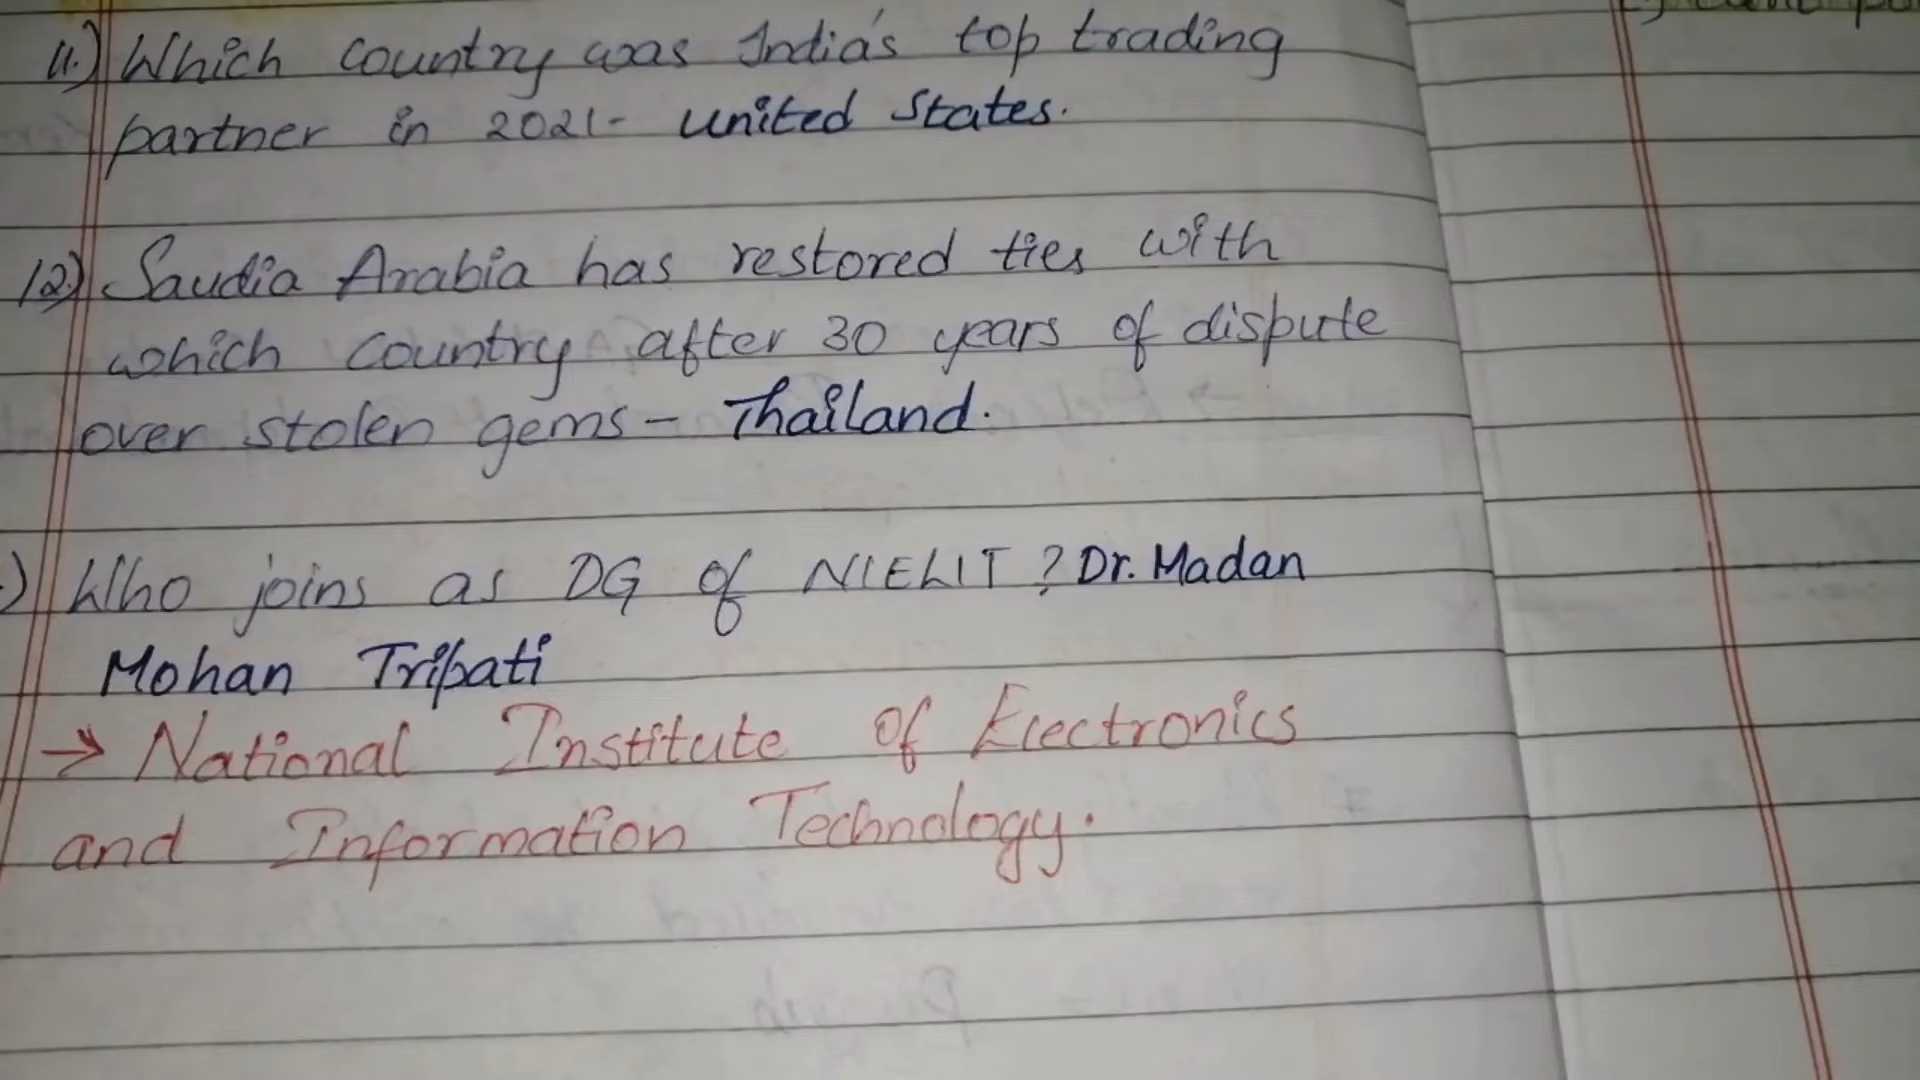 11.) Which country was India's top trading
partner in 2021- United States.
12.) Saudia Arabia has restored ties with
which country after 30 years of dispute
over stolen gems - Thailand.
) Who joins as DG of NIELIT ? Dr. Madan
Mohan Tripati
→ National Institute of Electronics
and Information Technology.